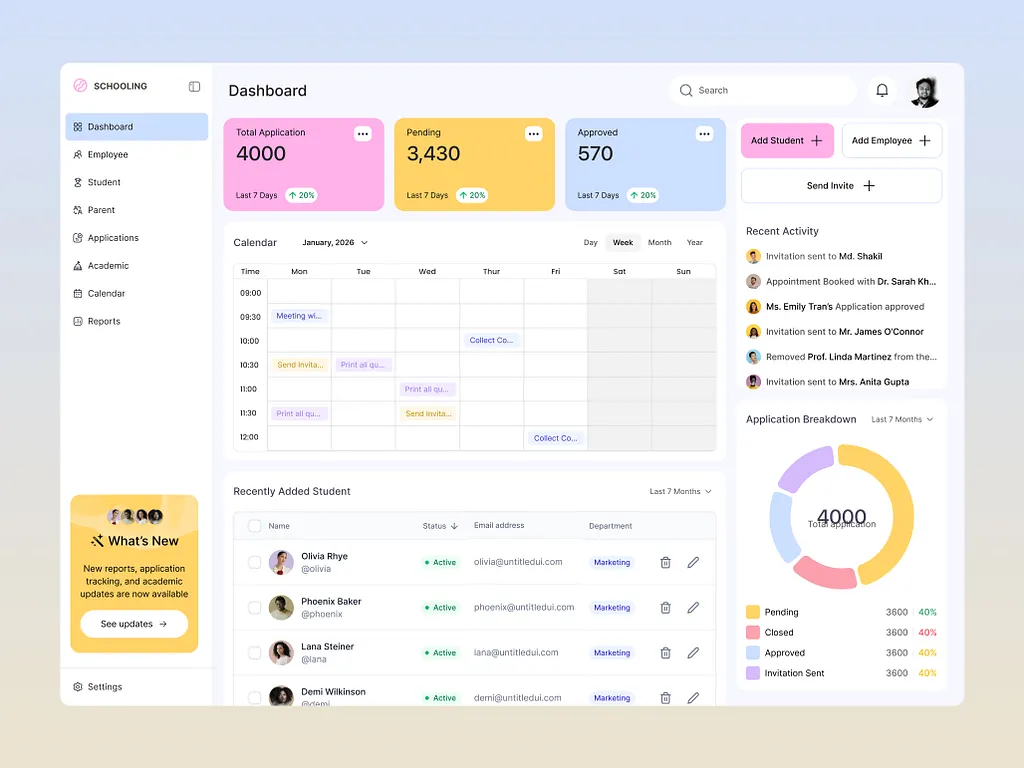 SCHOOLING
Dashboard
Employee
Student
Parent
Applications
Academic
Calendar
Reports
What's New
New reports, application
tracking, and academic
updates are now available
See updates
Settings
Dashboard
Search
Total Application
4000
Last 7 Days 20%
Pending
3,430
Last 7 Days 20%
Approved
570
Last 7 Days 20%
Calendar January, 2026 Day Week Month Year
Time Mon Tue Wed Thur Fri Sat Sun
09:00
09:30 Meeting wi...
10:00 Collect Co...
10:30 Send Invita... Print all qu...
11:00 Print all qu...
11:30 Print all qu... Send Invita...
12:00 Collect Co...
Recently Added Student Last 7 Months
Name Status Email address Department
Olivia Rhye
@olivia
Active olivia@untitledui.com Marketing
Phoenix Baker
@phoenix
Active phoenix@untitledui.com Marketing
Lana Steiner
@lana
Active lana@untitledui.com Marketing
Demi Wilkinson
@demi
Active demi@untitledui.com Marketing
Add Student
Add Employee
Send Invite
Recent Activity
Invitation sent to Md. Shakil
Appointment Booked with Dr. Sarah Kh...
Ms. Emily Tran's Application approved
Invitation sent to Mr. James O'Connor
Removed Prof. Linda Martinez from the...
Invitation sent to Mrs. Anita Gupta
Application Breakdown Last 7 Months
4000
Total application
Pending 3600 40%
Closed 3600 40%
Approved 3600 40%
Invitation Sent 3600 40%